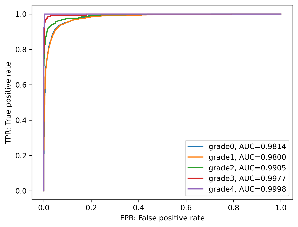 1.0
0.8
0.6
0.4
0.2
0.0
TPR: True positive rate
grade0, AUC=0.9814
grade1, AUC=0.9800
grade2, AUC=0.9905
grade3, AUC=0.9977
grade4, AUC=0.9998
0.0 0.2 0.4 0.6 0.8 1.0
FPR: False positive rate